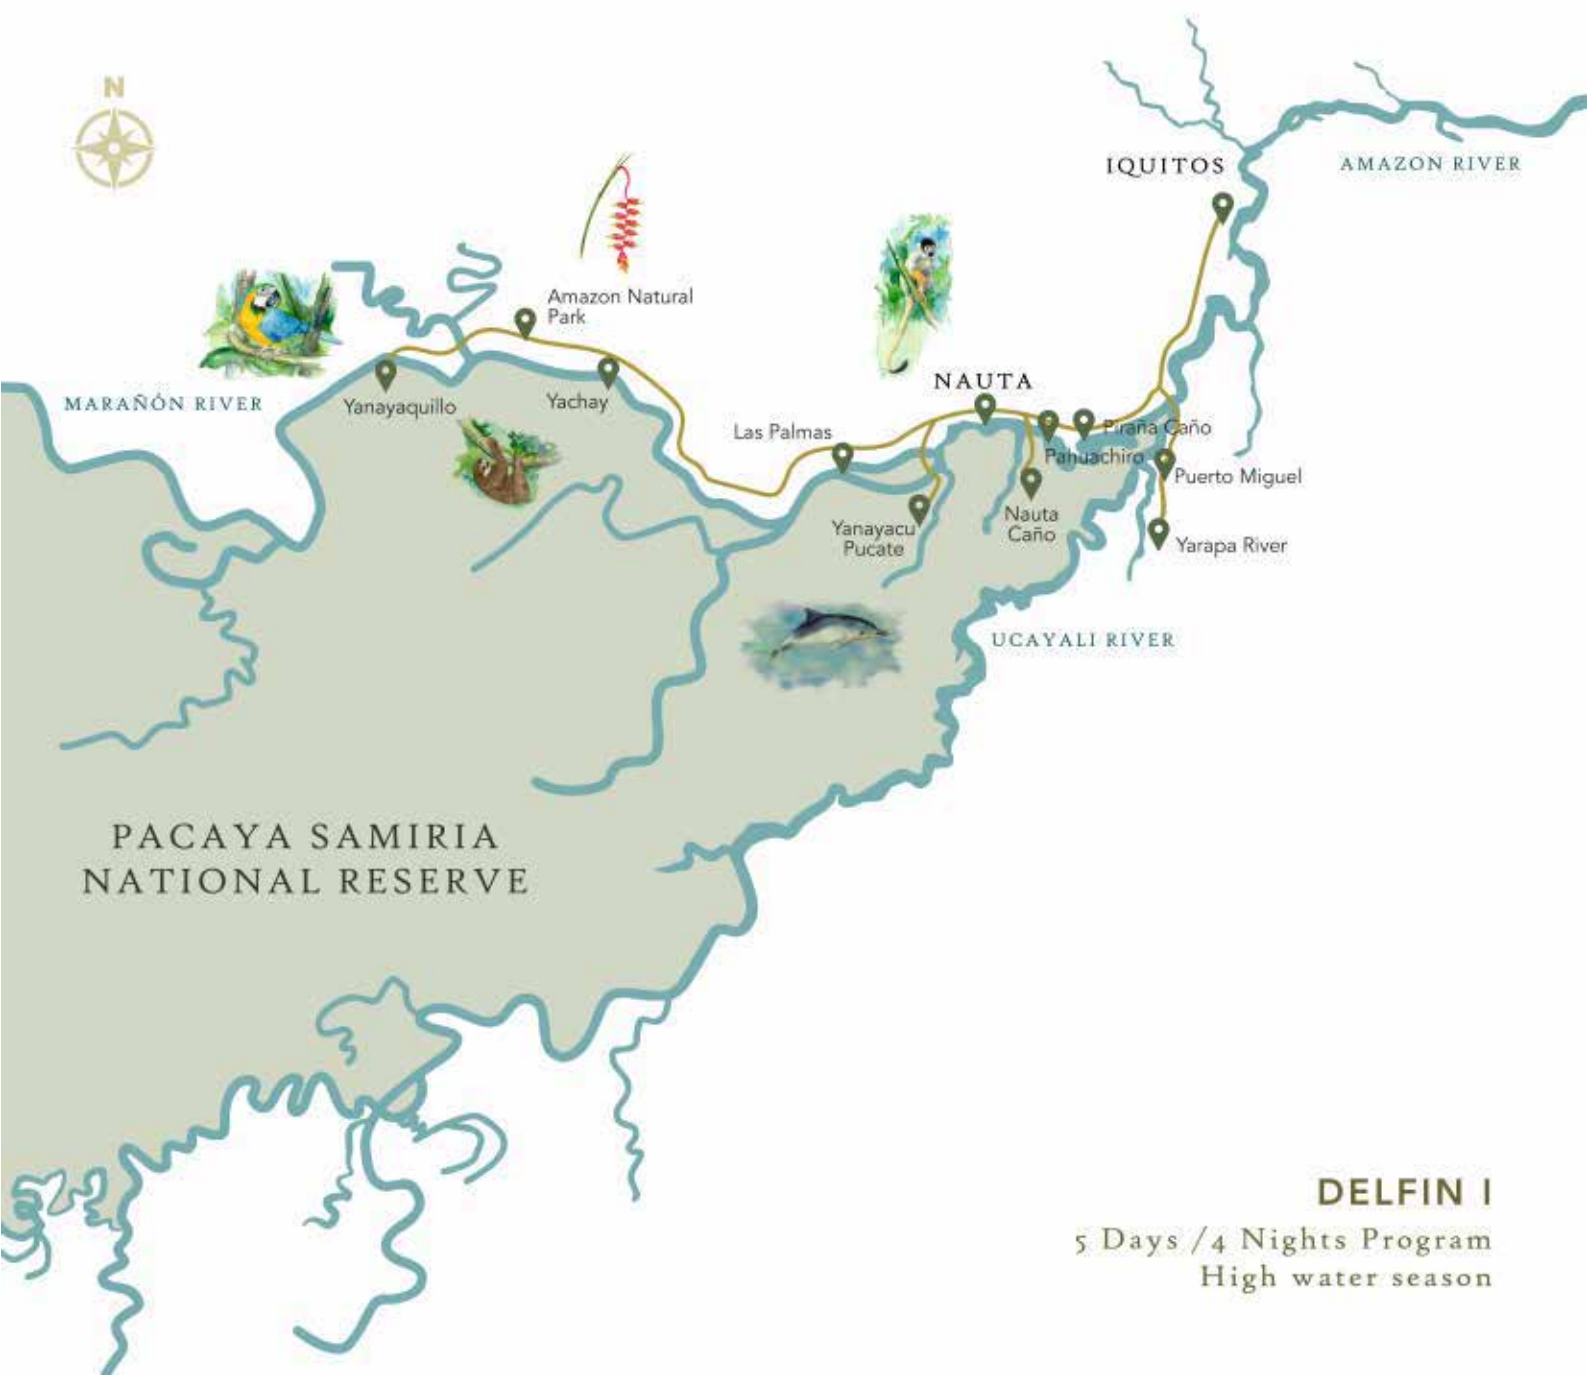 N
IQUITOS
AMAZON RIVER
Amazon Natural
Park
NAUTA
MARAÑÓN RIVER
Yanayaquillo
Yachay
Las Palmas
Piraña Caño
Pahuachiro
Puerto Miguel
Yanayacu
Pucate
Nauta
Caño
Yarapa River
UCAYALI RIVER
PACAYA SAMIRIA
NATIONAL RESERVE
DELFIN I
5 Days /4 Nights Program
High water season